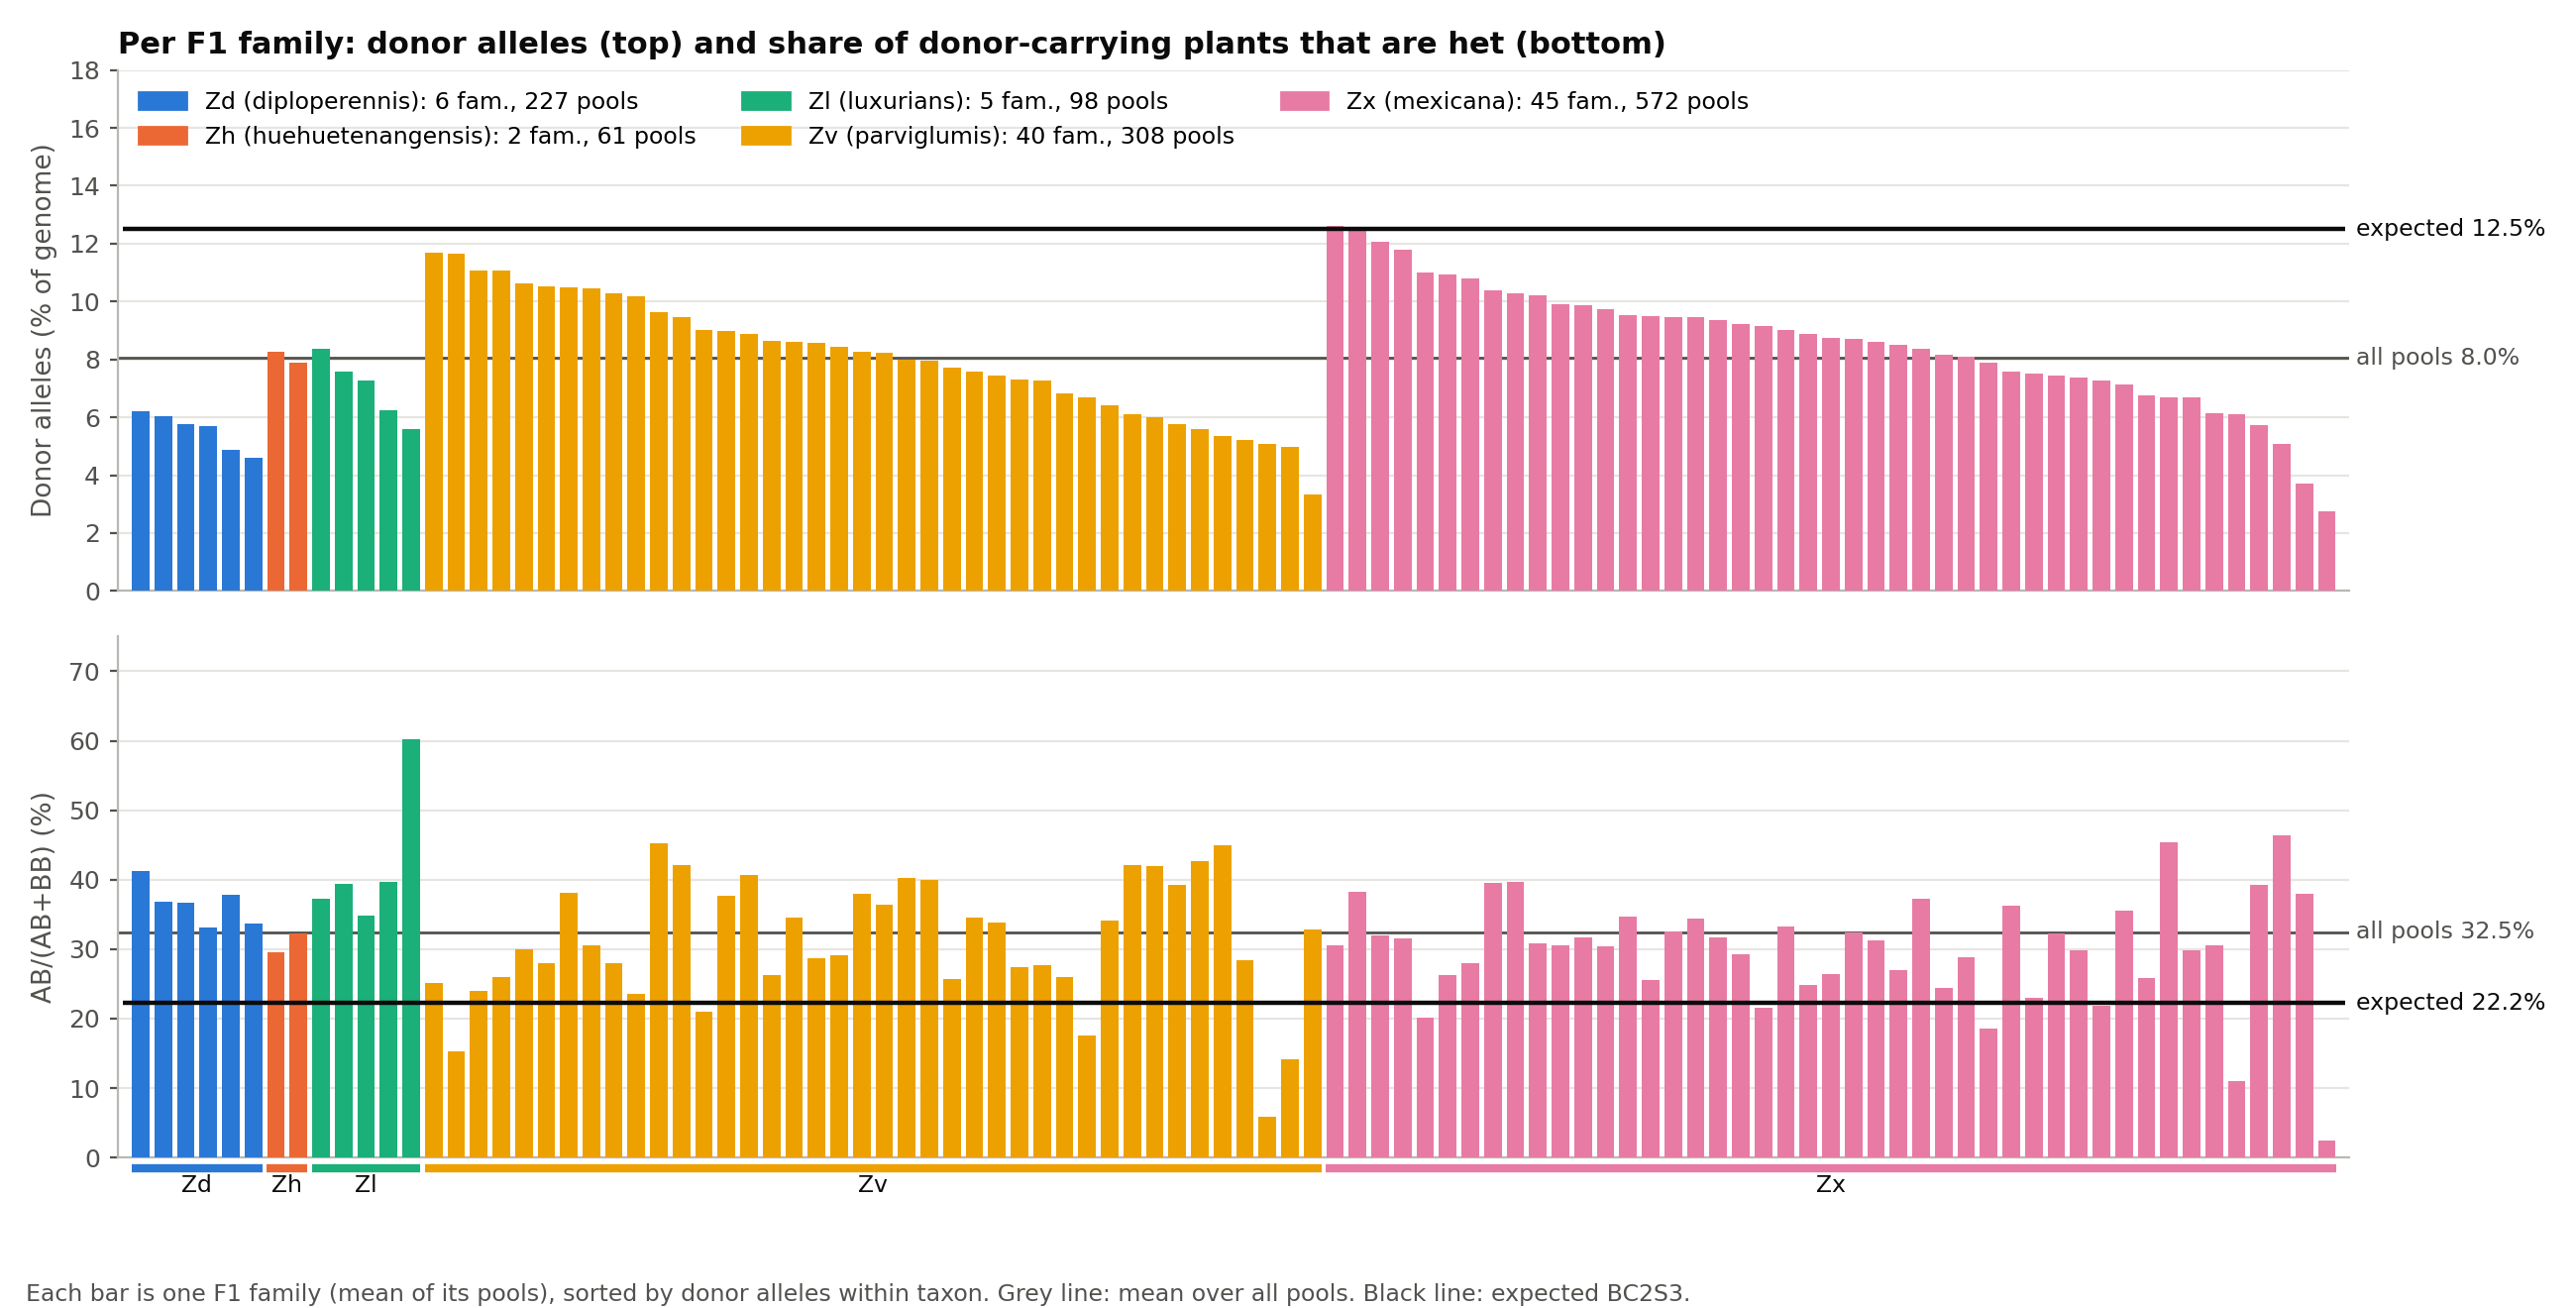 Per F1 family: donor alleles (top) and share of donor-carrying plants that are het (bottom)
Donor alleles (% of genome)
18
16
14
12
10
8
6
4
2
0
Zd (diploperennis): 6 fam., 227 pools
Zh (huehuetenangensis): 2 fam., 61 pools
Zl (luxurians): 5 fam., 98 pools
Zv (parviglumis): 40 fam., 308 pools
Zx (mexicana): 45 fam., 572 pools
expected 12.5%
all pools 8.0%
AB/(AB+BB) (%)
70
60
50
40
30
20
10
0
all pools 32.5%
expected 22.2%
Zd
Zh
Zl
Zv
Zx
Each bar is one F1 family (mean of its pools), sorted by donor alleles within taxon. Grey line: mean over all pools. Black line: expected BC2S3.